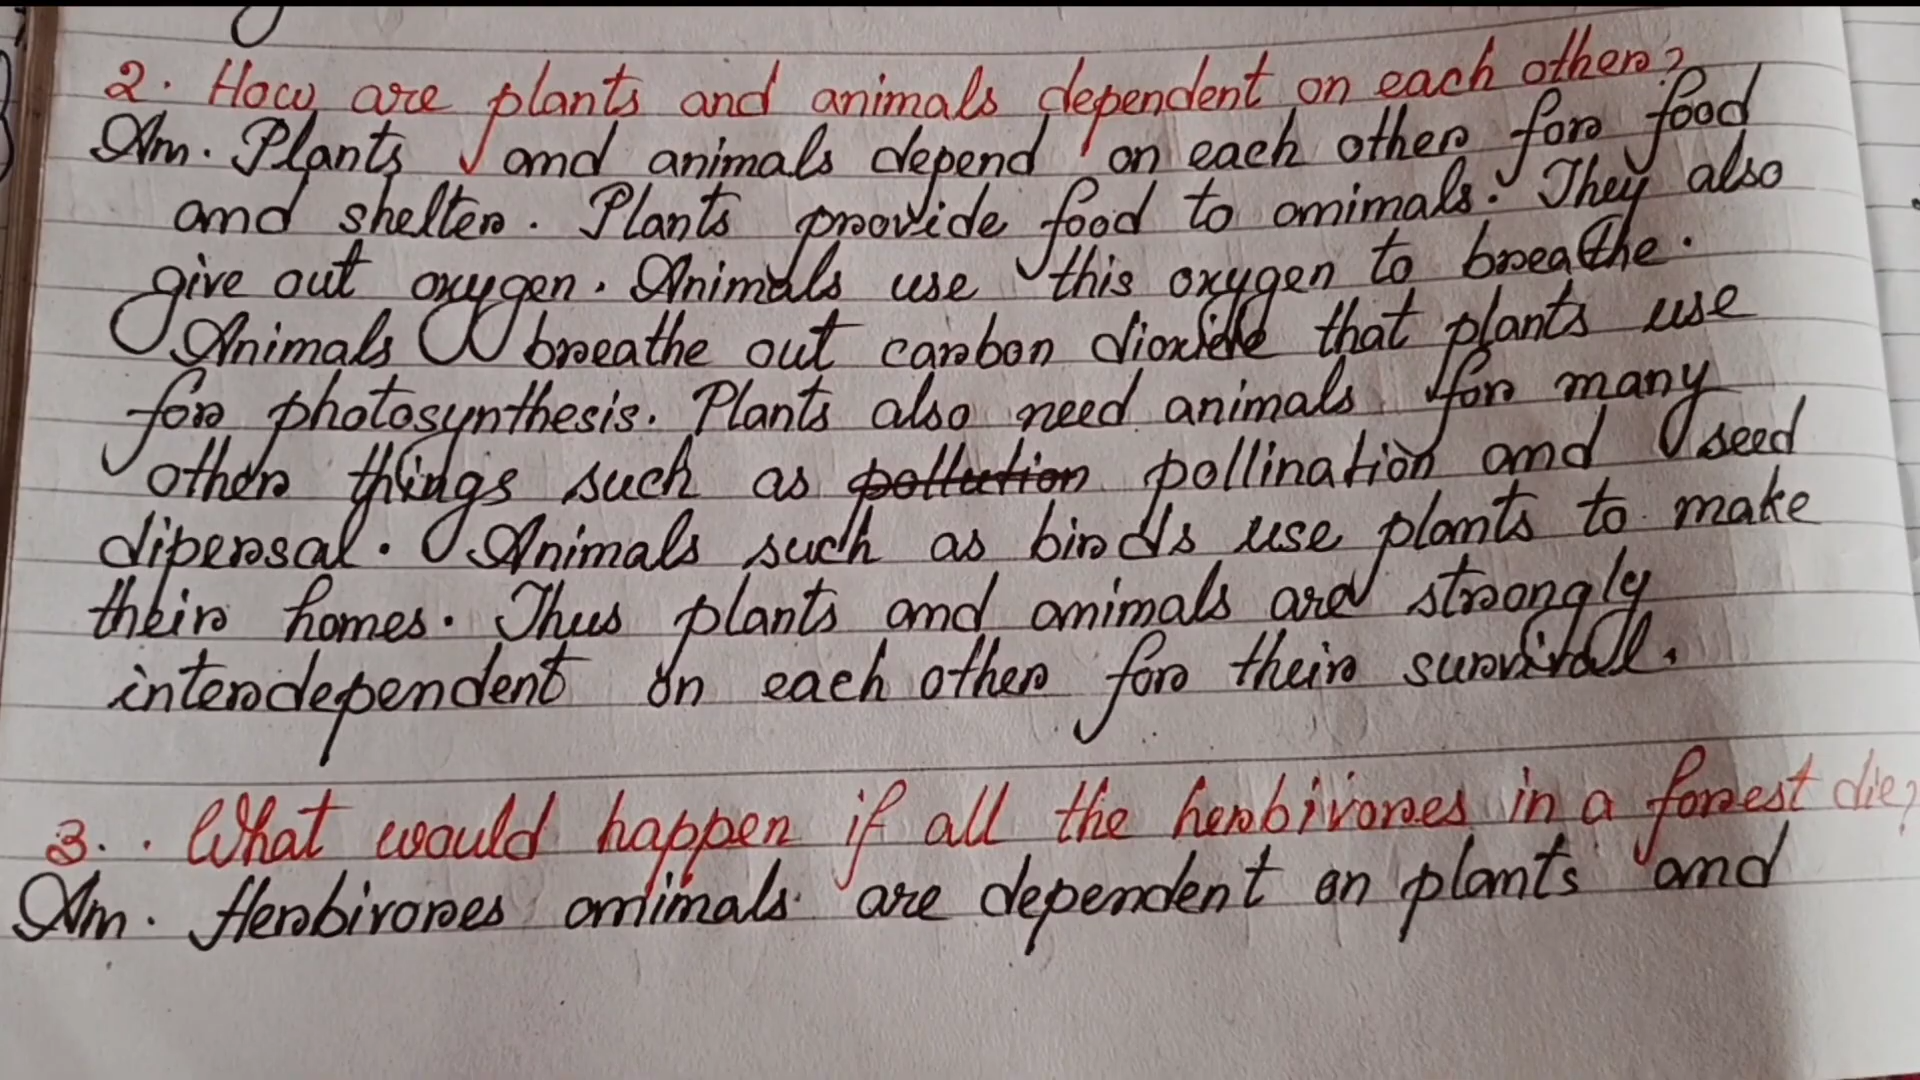 2. How are plants and animals dependent on each other?
Ans. Plants and animals depend on each other for food
and shelter. Plants provide food to animals. They also
give out oxygen. Animals use this oxygen to breathe.
Animals breathe out carbon dioxide that plants use
for photosynthesis. Plants also need animals for many
other things such as pollution pollination and seed
dipersal. Animals such as birds use plants to make
their homes. Thus plants and animals are strongly
interdependent on each other for their survival.
3. What would happen if all the herbivores in a forest die?
Ans. Herbivores animals are dependent on plants and